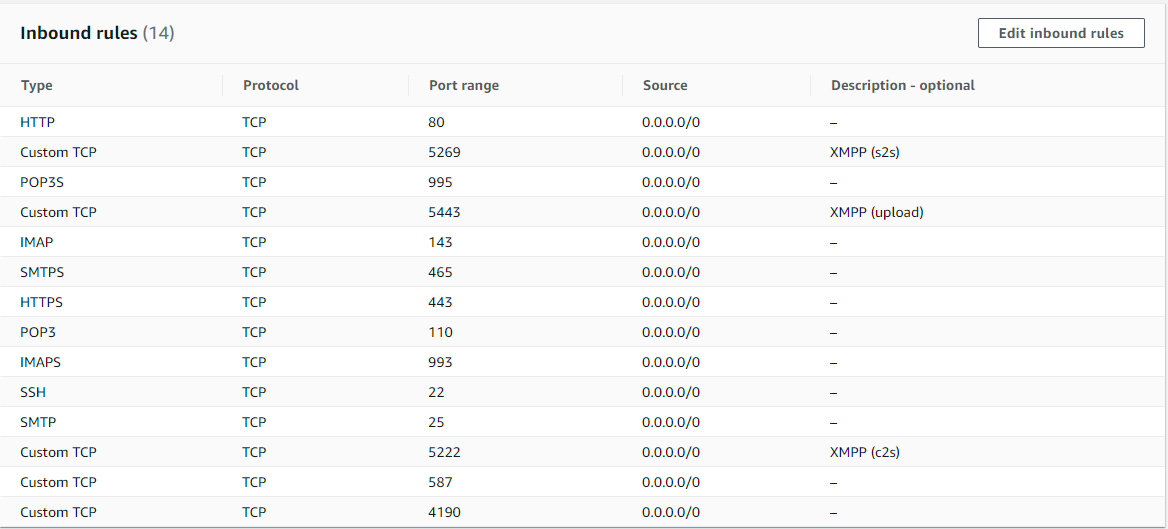 Inbound rules (14) Edit inbound rules
Type Protocol Port range Source Description - optional
HTTP TCP 80 0.0.0.0/0 –
Custom TCP TCP 5269 0.0.0.0/0 XMPP (s2s)
POP3S TCP 995 0.0.0.0/0 –
Custom TCP TCP 5443 0.0.0.0/0 XMPP (upload)
IMAP TCP 143 0.0.0.0/0 –
SMTPS TCP 465 0.0.0.0/0 –
HTTPS TCP 443 0.0.0.0/0 –
POP3 TCP 110 0.0.0.0/0 –
IMAPS TCP 993 0.0.0.0/0 –
SSH TCP 22 0.0.0.0/0 –
SMTP TCP 25 0.0.0.0/0 –
Custom TCP TCP 5222 0.0.0.0/0 XMPP (c2s)
Custom TCP TCP 587 0.0.0.0/0 –
Custom TCP TCP 4190 0.0.0.0/0 –